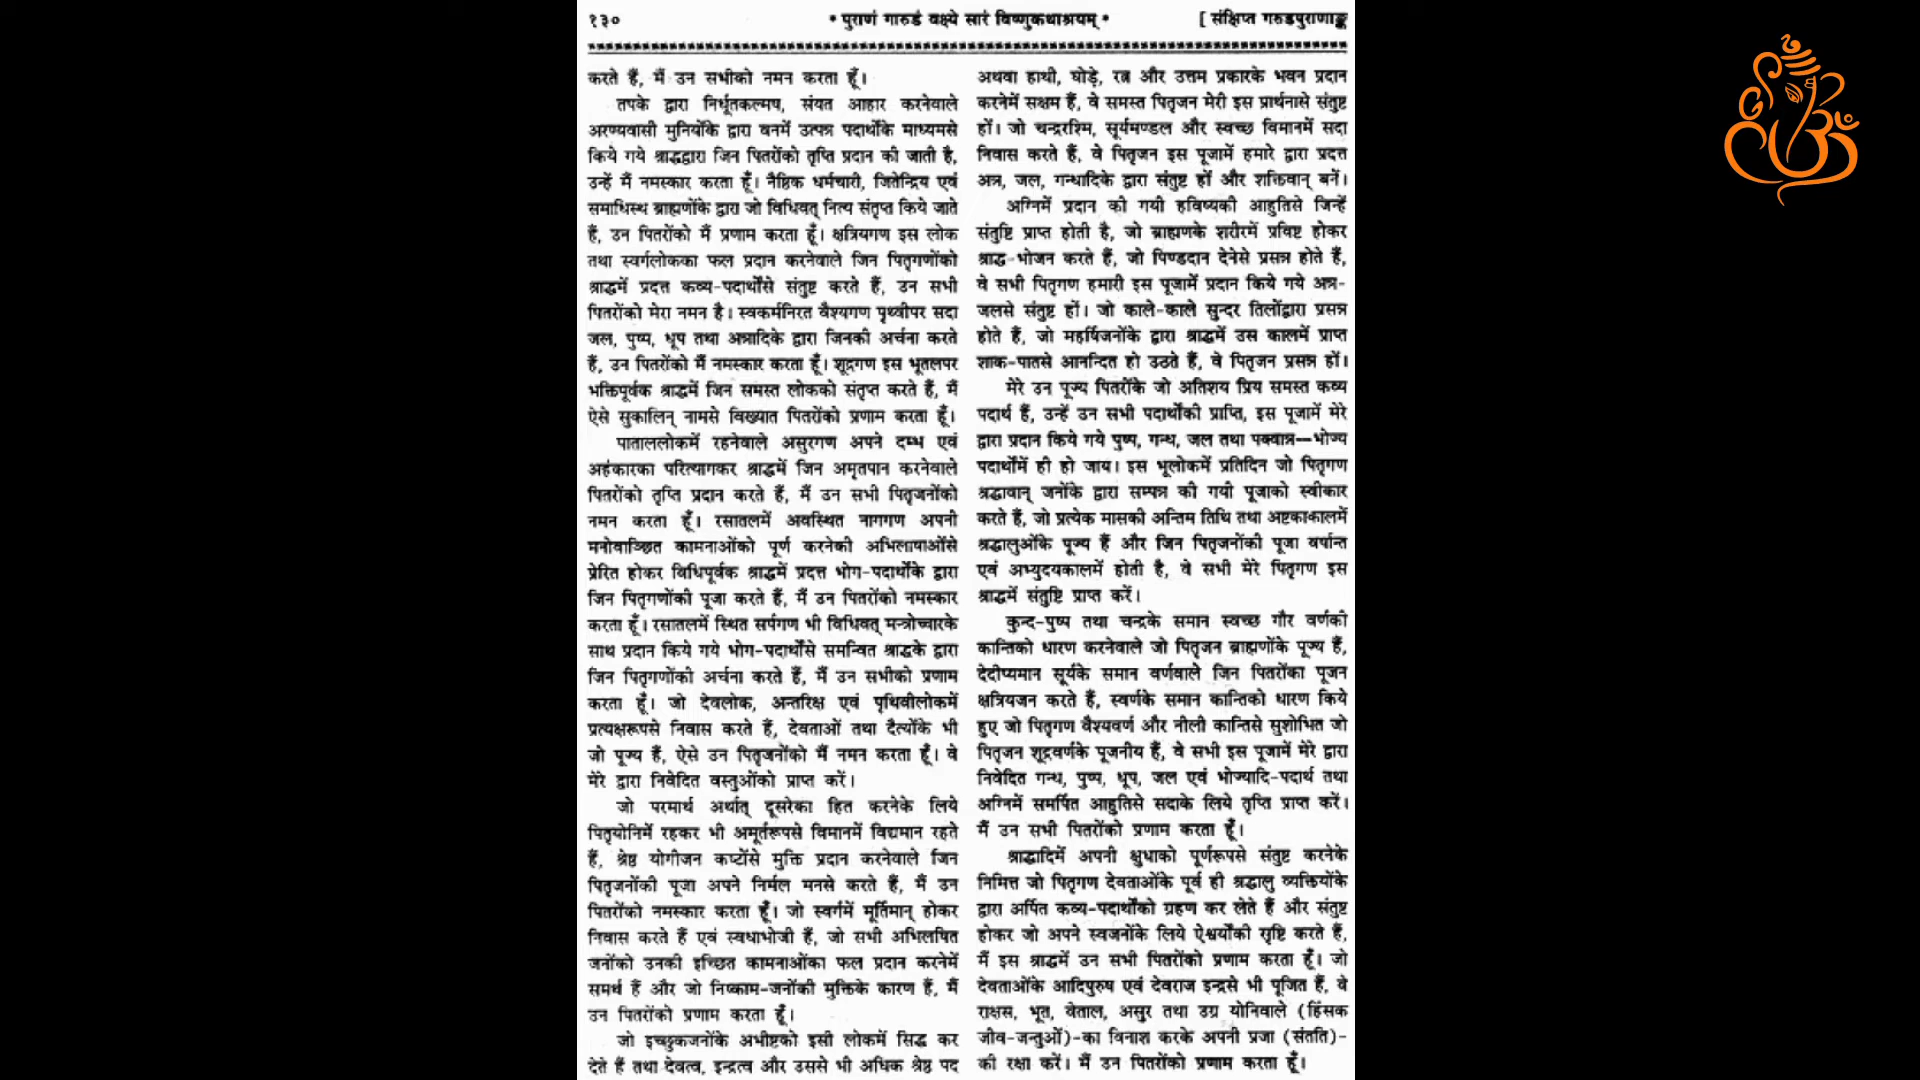 १३०
* पुराणं गारुडं वक्ष्ये सारं विष्णुकथाश्रयम् *
[ संक्षिप्त गरुडपुराणाङ्क
करते हैं, मैं उन सभीको नमन करता हूँ।
तपके द्वारा निर्धूतकल्मष, संयत आहार करनेवाले
अरण्यवासी मुनियोंके द्वारा वनमें उत्पन्न पदार्थोंके माध्यमसे
किये गये श्राद्धद्वारा जिन पितरोंको तृप्ति प्रदान की जाती है,
उन्हें मैं नमस्कार करता हूँ। नैष्ठिक धर्मचारी, जितेन्द्रिय एवं
समाधिस्थ ब्राह्मणोंके द्वारा जो विधिवत् नित्य संतृप्त किये जाते
हैं, उन पितरोंको मैं प्रणाम करता हूँ। क्षत्रियगण इस लोक
तथा स्वर्गलोकका फल प्रदान करनेवाले जिन पितृगणोंको
श्राद्धमें प्रदत्त कव्य-पदार्थोंसे संतुष्ट करते हैं, उन सभी
पितरोंको मेरा नमन है। स्वकर्मनिरत वैश्यगण पृथ्वीपर सदा
जल, पुष्प, धूप तथा अन्नादिके द्वारा जिनकी अर्चना करते
हैं, उन पितरोंको मैं नमस्कार करता हूँ। शूद्रगण इस भूतलपर
भक्तिपूर्वक श्राद्धमें जिन समस्त लोकको संतृप्त करते हैं, मैं
ऐसे सुकालिन् नामसे विख्यात पितरोंको प्रणाम करता हूँ।
पाताललोकमें रहनेवाले असुरगण अपने दम्भ एवं
अहंकारका परित्यागकर श्राद्धमें जिन अमृतपान करनेवाले
पितरोंको तृप्ति प्रदान करते हैं, मैं उन सभी पितृजनोंको
नमन करता हूँ। रसातलमें अवस्थित नागगण अपनी
मनोवाञ्छित कामनाओंको पूर्ण करनेकी अभिलाषाओंसे
प्रेरित होकर विधिपूर्वक श्राद्धमें प्रदत्त भोग-पदार्थोंके द्वारा
जिन पितृगणोंकी पूजा करते हैं, मैं उन पितरोंको नमस्कार
करता हूँ। रसातलमें स्थित सर्पगण भी विधिवत् मन्त्रोच्चारके
साथ प्रदान किये गये भोग-पदार्थोंसे समन्वित श्राद्धके द्वारा
जिन पितृगणोंकी अर्चना करते हैं, मैं उन सभीको प्रणाम
करता हूँ। जो देवलोक, अन्तरिक्ष एवं पृथिवीलोकमें
प्रत्यक्षरूपसे निवास करते हैं, देवताओं तथा दैत्योंके भी
जो पूज्य हैं, ऐसे उन पितृजनोंको मैं नमन करता हूँ। वे
मेरे द्वारा निवेदित वस्तुओंको प्राप्त करें।
जो परमार्थ अर्थात् दूसरेका हित करनेके लिये
पितृयोनिमें रहकर भी अमूर्तरूपसे विमानमें विद्यमान रहते
हैं, श्रेष्ठ योगीजन कष्टोंसे मुक्ति प्रदान करनेवाले जिन
पितृजनोंकी पूजा अपने निर्मल मनसे करते हैं, मैं उन
पितरोंको नमस्कार करता हूँ। जो स्वर्गमें मूर्तिमान् होकर
निवास करते हैं एवं स्वधाभोजी हैं, जो सभी अभिलषित
जनोंको उनकी इच्छित कामनाओंका फल प्रदान करनेमें
समर्थ हैं और जो निष्काम-जनोंकी मुक्तिके कारण हैं, मैं
उन पितरोंको प्रणाम करता हूँ।
जो इच्छुकजनोंके अभीष्टको इसी लोकमें सिद्ध कर
देते हैं तथा देवत्व, इन्द्रत्व और उससे भी अधिक श्रेष्ठ पद
अथवा हाथी, घोड़े, रत्न और उत्तम प्रकारके भवन प्रदान
करनेमें सक्षम हैं, वे समस्त पितृजन मेरी इस प्रार्थनासे संतुष्ट
हों। जो चन्द्ररश्मि, सूर्यमण्डल और स्वच्छ विमानमें सदा
निवास करते हैं, वे पितृजन इस पूजामें हमारे द्वारा प्रदत्त
अन्न, जल, गन्धादिके द्वारा संतुष्ट हों और शक्तिवान् बनें।
अग्निमें प्रदान की गयी हविष्यकी आहुतिसे जिन्हें
संतुष्टि प्राप्त होती है, जो ब्राह्मणके शरीरमें प्रविष्ट होकर
श्राद्ध-भोजन करते हैं, जो पिण्डदान देनेसे प्रसन्न होते हैं,
वे सभी पितृगण हमारी इस पूजामें प्रदान किये गये अन्न-
जलसे संतुष्ट हों। जो काले-काले सुन्दर तिलोंद्वारा प्रसन्न
होते हैं, जो महर्षिजनोंके द्वारा श्राद्धमें उस कालमें प्राप्त
शाक-पातसे आनन्दित हो उठते हैं, वे पितृजन प्रसन्न हों।
मेरे उन पूज्य पितरोंके जो अतिशय प्रिय समस्त कव्य
पदार्थ हैं, उन्हें उन सभी पदार्थोंकी प्राप्ति, इस पूजामें मेरे
द्वारा प्रदान किये गये पुष्प, गन्ध, जल तथा पक्वान्न—भोज्य
पदार्थोंमें ही हो जाय। इस भूलोकमें प्रतिदिन जो पितृगण
श्रद्धावान् जनोंके द्वारा सम्पन्न की गयी पूजाको स्वीकार
करते हैं, जो प्रत्येक मासकी अन्तिम तिथि तथा अष्टकाकालमें
श्रद्धालुओंके पूज्य हैं और जिन पितृजनोंकी पूजा वर्षान्त
एवं अभ्युदयकालमें होती है, वे सभी मेरे पितृगण इस
श्राद्धमें संतुष्टि प्राप्त करें।
कुन्द-पुष्प तथा चन्द्रके समान स्वच्छ गौर वर्णकी
कान्तिको धारण करनेवाले जो पितृजन ब्राह्मणोंके पूज्य हैं,
देदीप्यमान सूर्यके समान वर्णवाले जिन पितरोंका पूजन
क्षत्रियजन करते हैं, स्वर्णके समान कान्तिको धारण किये
हुए जो पितृगण वैश्यवर्ण और नीली कान्तिसे सुशोभित जो
पितृजन शूद्रवर्णके पूजनीय हैं, वे सभी इस पूजामें मेरे द्वारा
निवेदित गन्ध, पुष्प, धूप, जल एवं भोज्यादि-पदार्थ तथा
अग्निमें समर्पित आहुतिसे सदाके लिये तृप्ति प्राप्त करें।
मैं उन सभी पितरोंको प्रणाम करता हूँ।
श्राद्धादिमें अपनी क्षुधाको पूर्णरूपसे संतुष्ट करनेके
निमित्त जो पितृगण देवताओंके पूर्व ही श्रद्धालु व्यक्तियोंके
द्वारा अर्पित कव्य-पदार्थोंको ग्रहण कर लेते हैं और संतुष्ट
होकर जो अपने स्वजनोंके लिये ऐश्वर्योंकी सृष्टि करते हैं,
मैं इस श्राद्धमें उन सभी पितरोंको प्रणाम करता हूँ। जो
देवताओंके आदिपुरुष एवं देवराज इन्द्रसे भी पूजित हैं, वे
राक्षस, भूत, वेताल, असुर तथा उग्र योनिवाले (हिंसक
जीव-जन्तुओं)-का विनाश करके अपनी प्रजा (संतति)-
की रक्षा करें। मैं उन पितरोंको प्रणाम करता हूँ।